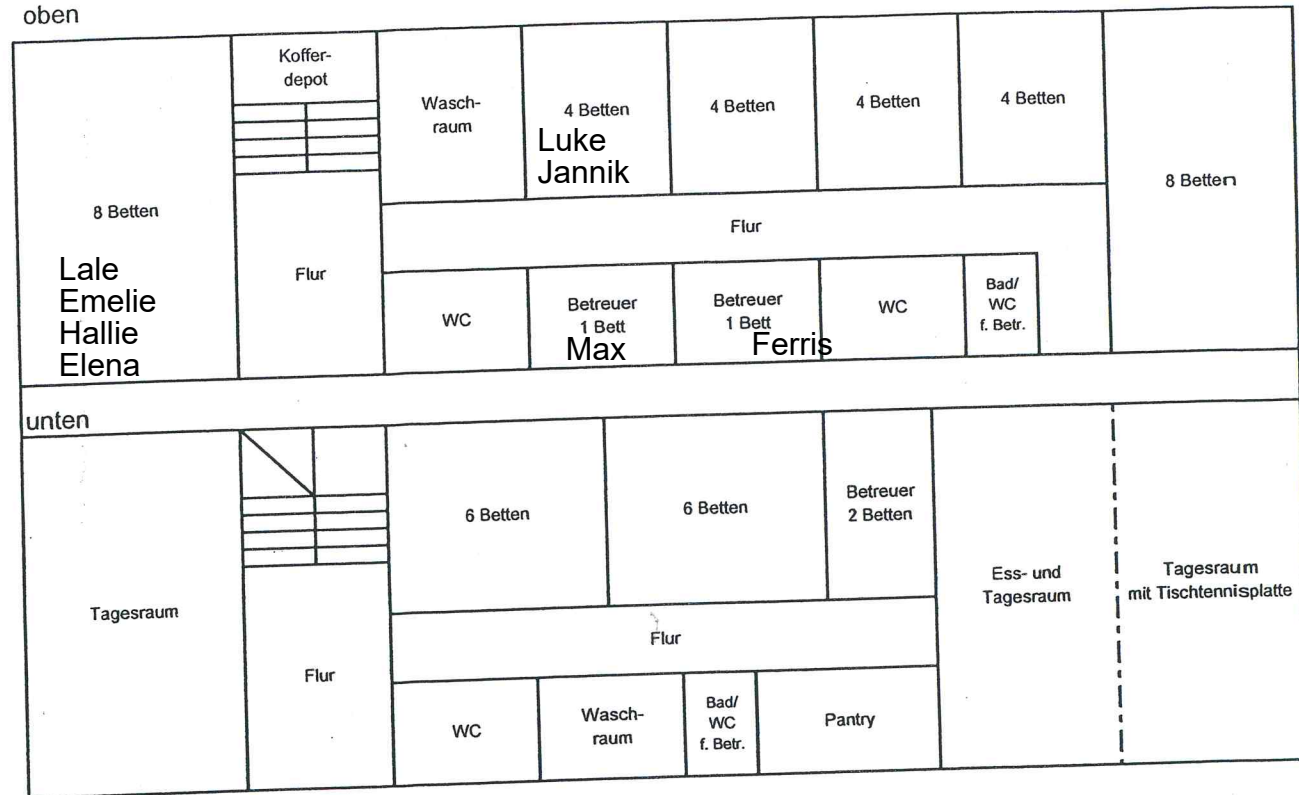 oben
Koffer-
depot
Wasch-
raum
4 Betten
4 Betten
4 Betten
4 Betten
Luke
Jannik
8 Betten
8 Betten
Flur
Lale
Emelie
Hallie
Elena
Flur
WC
Betreuer
1 Bett
Max
Betreuer
1 Bett
Ferris
WC
Bad/
WC
f. Betr.
unten
6 Betten
6 Betten
Betreuer
2 Betten
Tagesraum
Ess- und
Tagesraum
Tagesraum
mit Tischtennisplatte
Flur
Flur
WC
Wasch-
raum
Bad/
WC
f. Betr.
Pantry